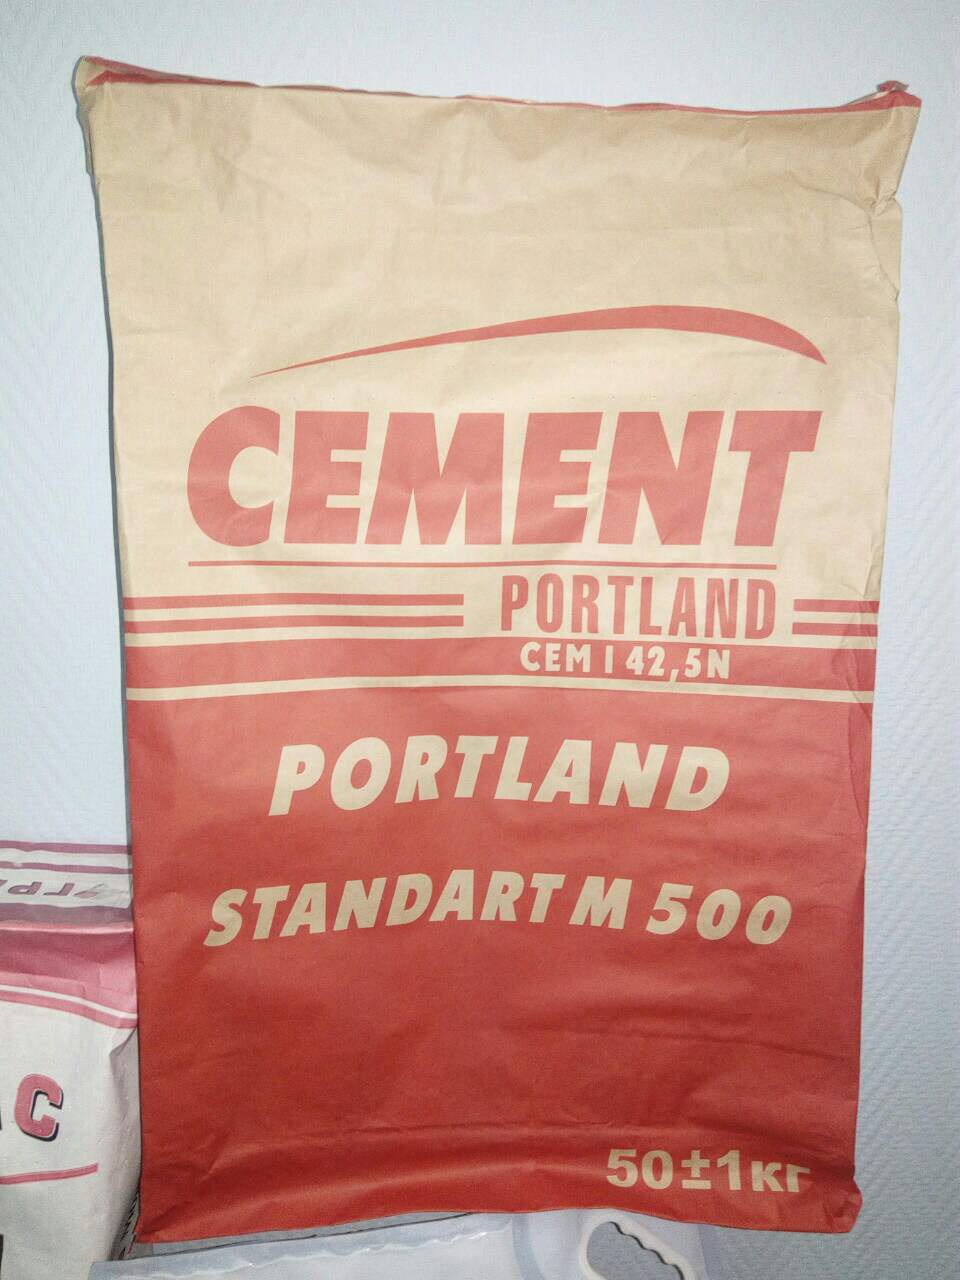 CEMENT
PORTLAND
CEM I 42,5N
PORTLAND
STANDART M 500
50±1кг
С